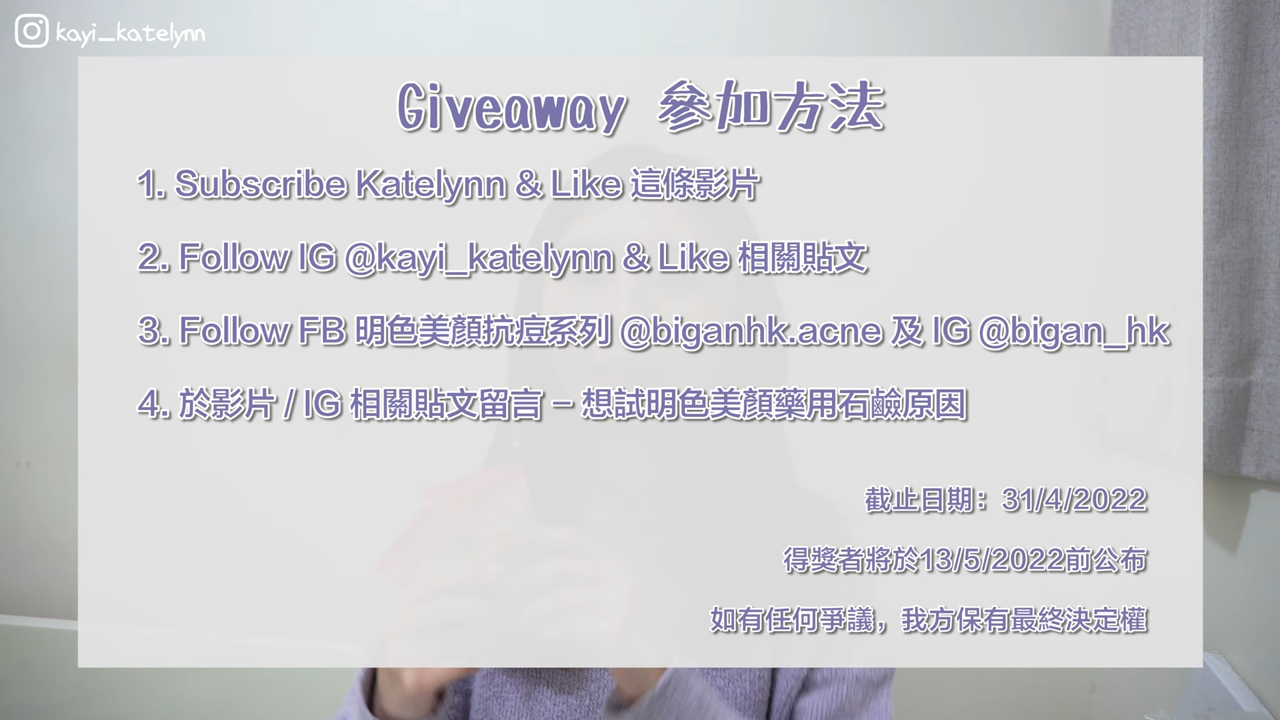 kayi_katelynn
Giveaway 參加方法
1. Subscribe Katelynn & Like 這條影片
2. Follow IG @kayi_katelynn & Like 相關貼文
3. Follow FB 明色美顏抗痘系列 @biganhk.acne 及 IG @bigan_hk
4. 於影片 / IG 相關貼文留言 – 想試明色美顏藥用石鹼原因
截止日期：31/4/2022
得獎者將於13/5/2022前公布
如有任何爭議，我方保有最終決定權